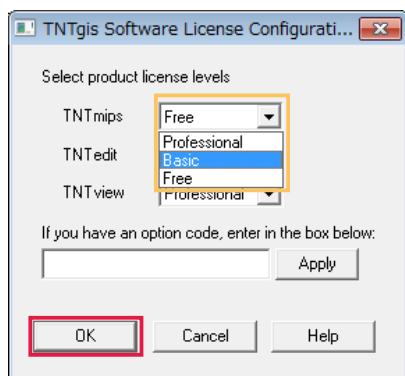 TNTgis Software License Configurati...
Select product license levels
TNTmips Free
Professional
TNTedit Basic
Free
TNTview Professional
If you have an option code, enter in the box below:
Apply
OK Cancel Help